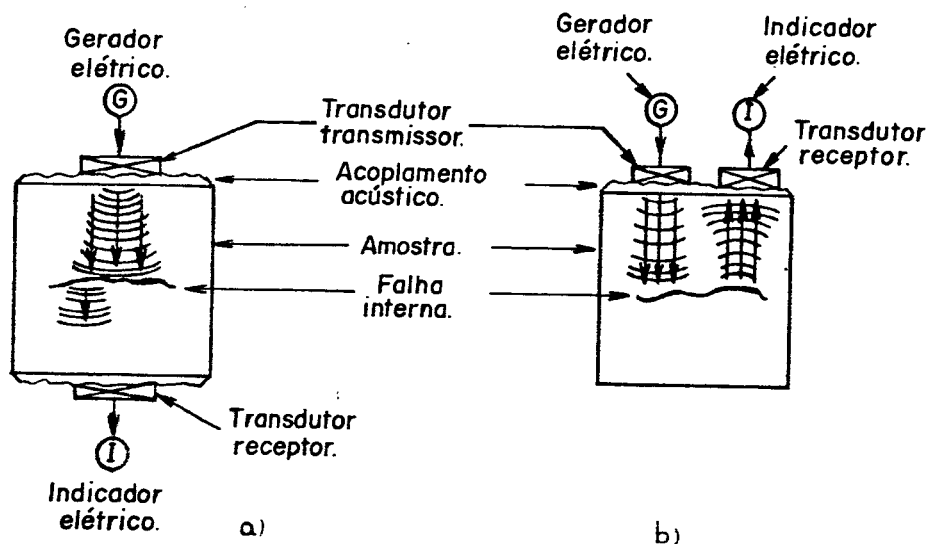 Gerador
elétrico.
G
Transdutor
transmissor.
Acoplamento
acústico.
Amostra.
Falha
interna.
Transdutor
receptor.
I
Indicador
elétrico.
a)
Gerador
elétrico.
G
Indicador
elétrico.
I
Transdutor
receptor.
b)